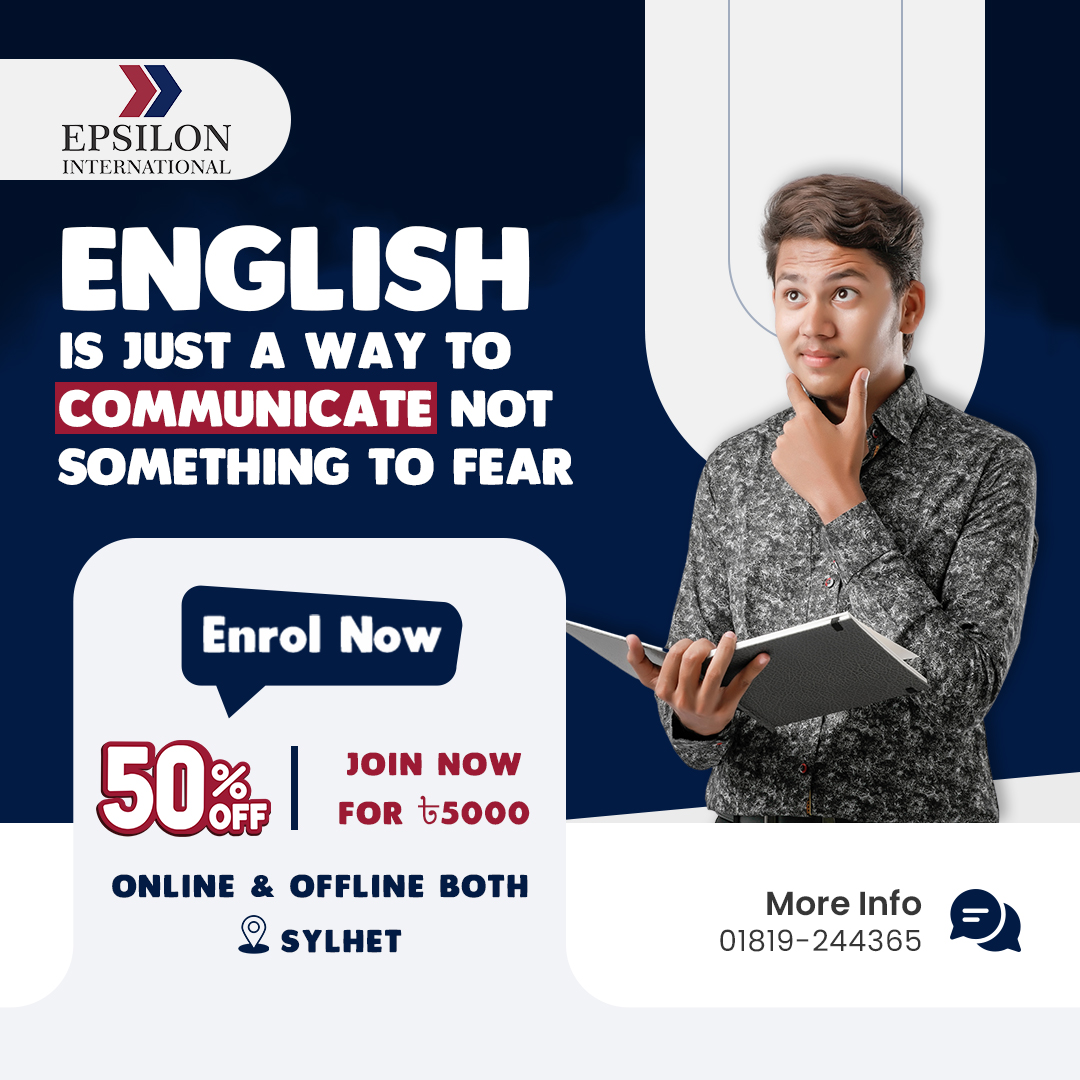 EPSILON
INTERNATIONAL
ENGLISH
IS JUST A WAY TO
COMMUNICATE NOT
SOMETHING TO FEAR
Enrol Now
50% OFF
JOIN NOW
FOR ৳5000
ONLINE & OFFLINE BOTH
SYLHET
More Info
01819-244365